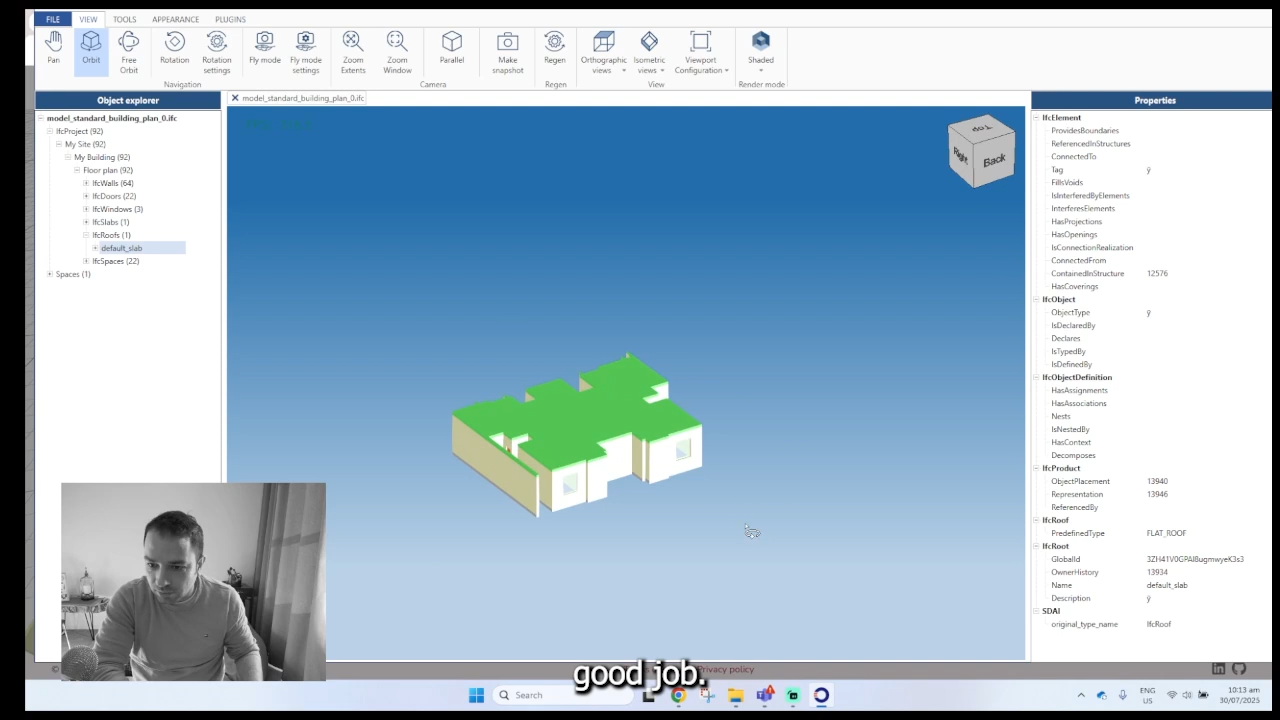 FILE VIEW TOOLS APPEARANCE PLUGINS
Pan
Orbit
Free Orbit
Rotation
Rotation settings
Fly mode
Fly mode settings
Zoom Extents
Zoom Window
Parallel
Make snapshot
Regen
Orthographic views
Isometric views
Viewport Configuration
Shaded
Navigation
Camera
Regen
View
Render mode
Object explorer
model_standard_building_plan_0.ifc
IfcProject (92)
My Site (92)
My Building (92)
Floor plan (92)
IfcWalls (64)
IfcDoors (22)
IfcWindows (3)
IfcSlabs (1)
IfcRoofs (1)
default_slab
IfcSpaces (22)
Spaces (1)
model_standard_building_plan_0.ifc
Top
Right
Back
Properties
IfcElement
ProvidesBoundaries
ReferencedInStructures
ConnectedTo
Tag ÿ
FillsVoids
IsInterferedByElements
InterferesElements
HasProjections
HasOpenings
IsConnectionRealization
ConnectedFrom
ContainedInStructure 12576
HasCoverings
IfcObject
ObjectType ÿ
IsDeclaredBy
Declares
IsTypedBy
IsDefinedBy
IfcObjectDefinition
HasAssignments
HasAssociations
Nests
IsNestedBy
HasContext
Decomposes
IfcProduct
ObjectPlacement 13940
Representation 13946
ReferencedBy
IfcRoof
PredefinedType FLAT_ROOF
IfcRoot
GlobalId 3ZH41V0GPAI8ugmwyeK3s3
OwnerHistory 13934
Name default_slab
Description ÿ
SDAI
original_type_name IfcRoof
good job.
Privacy policy
Search
ENG
US
10:13 am
30/07/2025